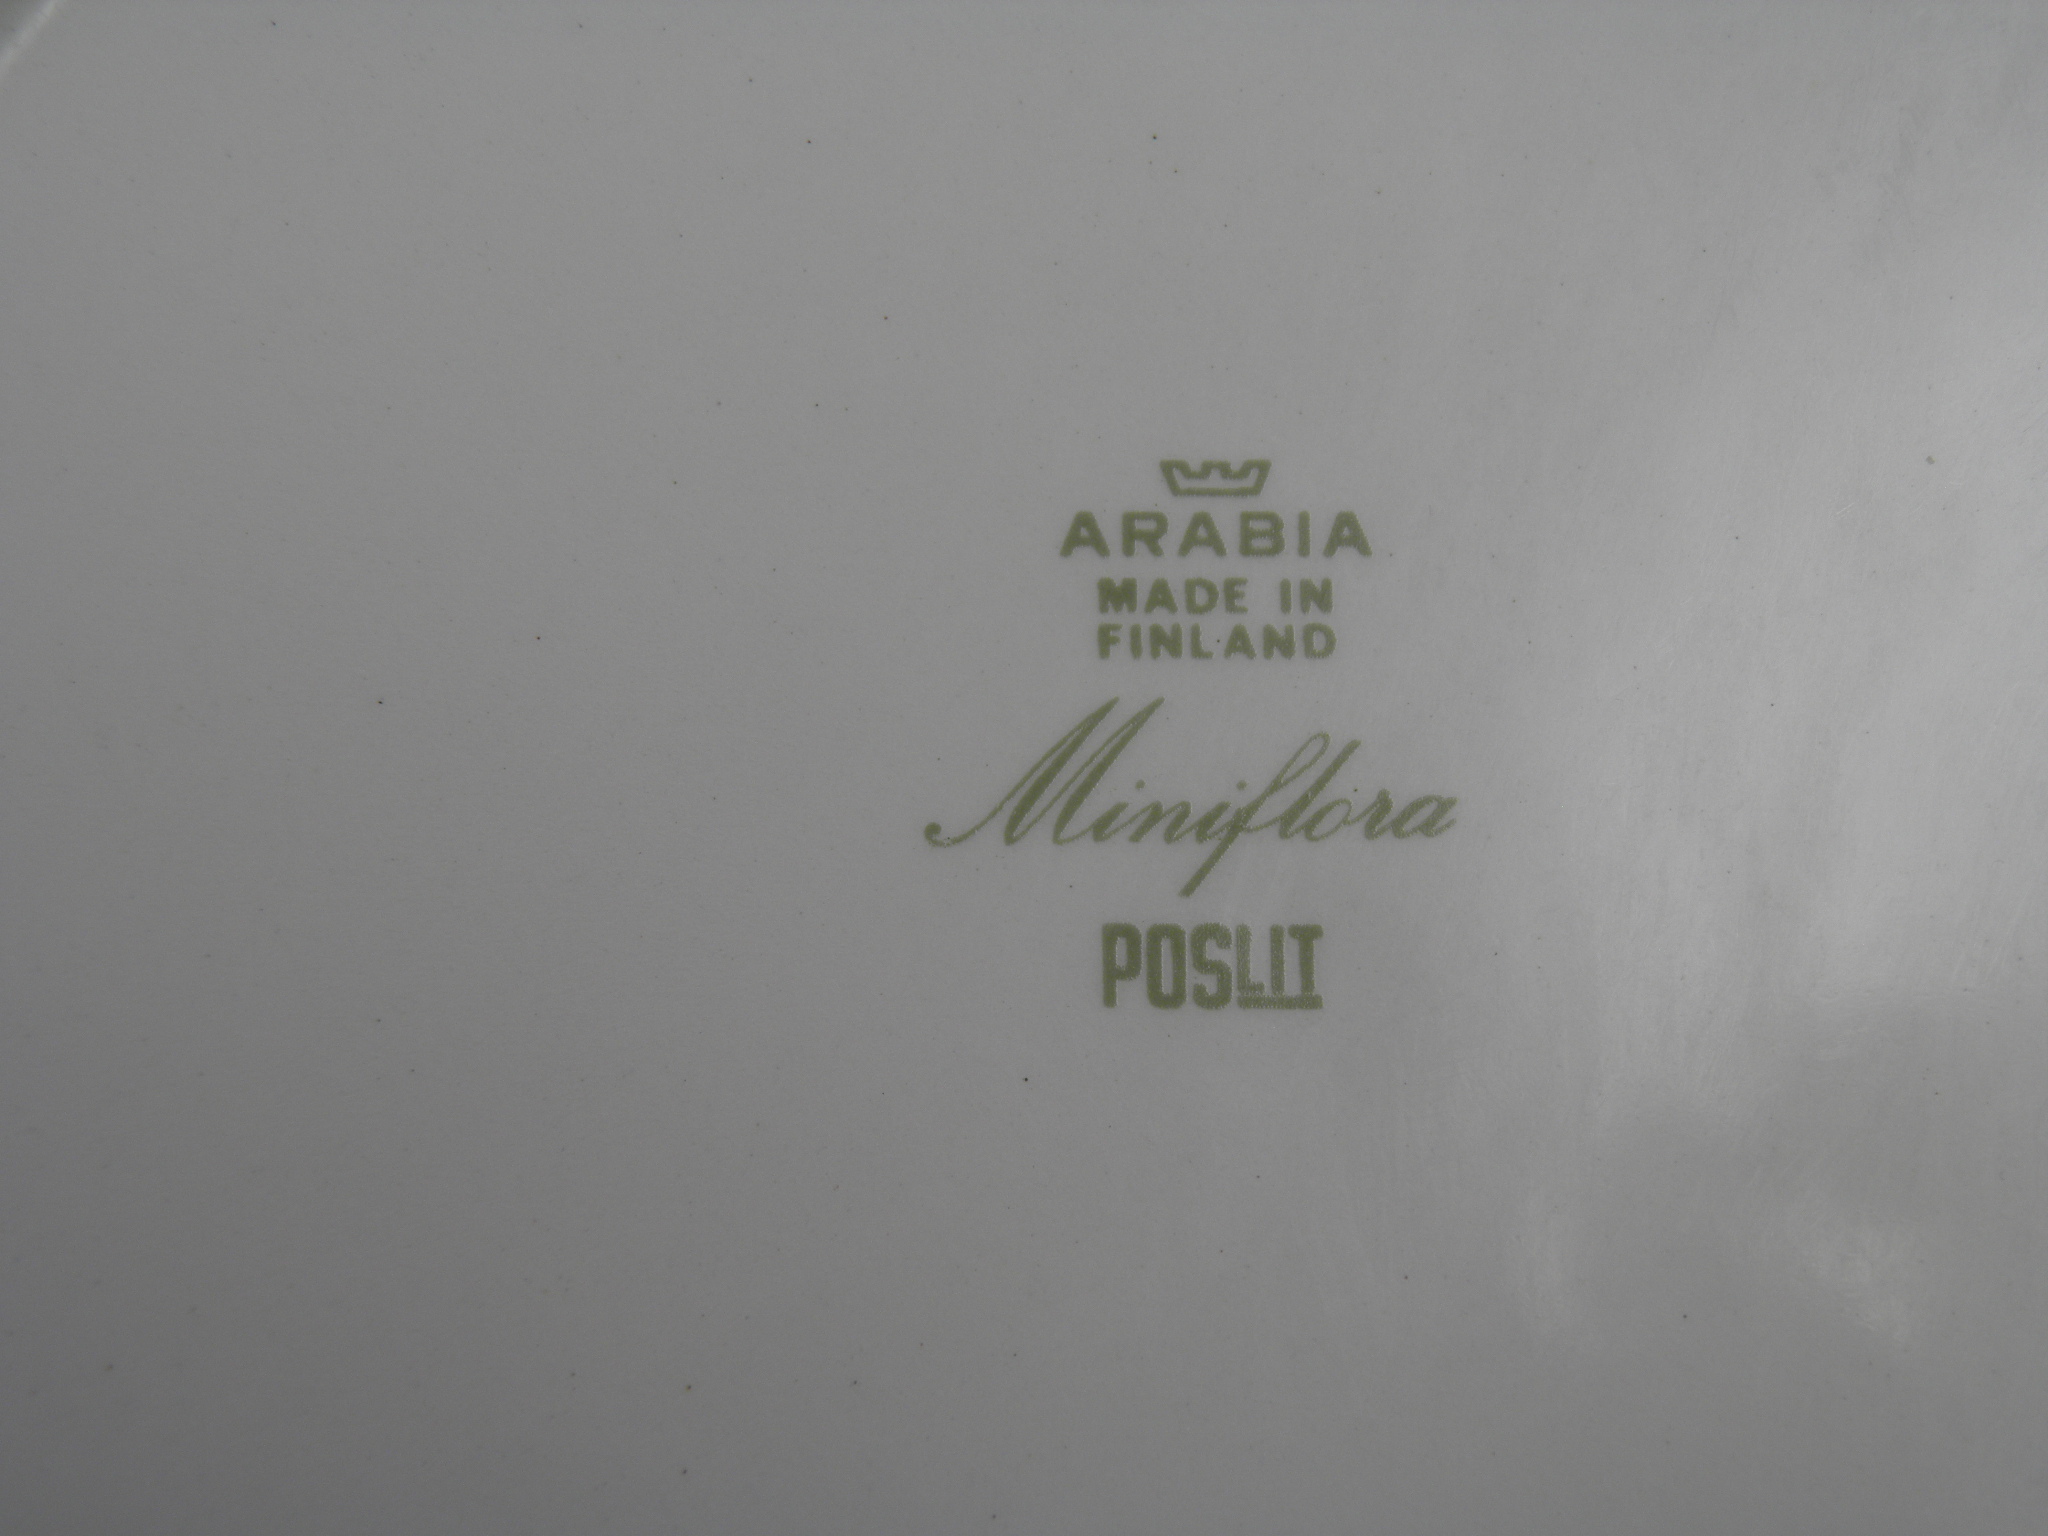 ARABIA
MADE IN
FINLAND
Miniflora
POSLIT